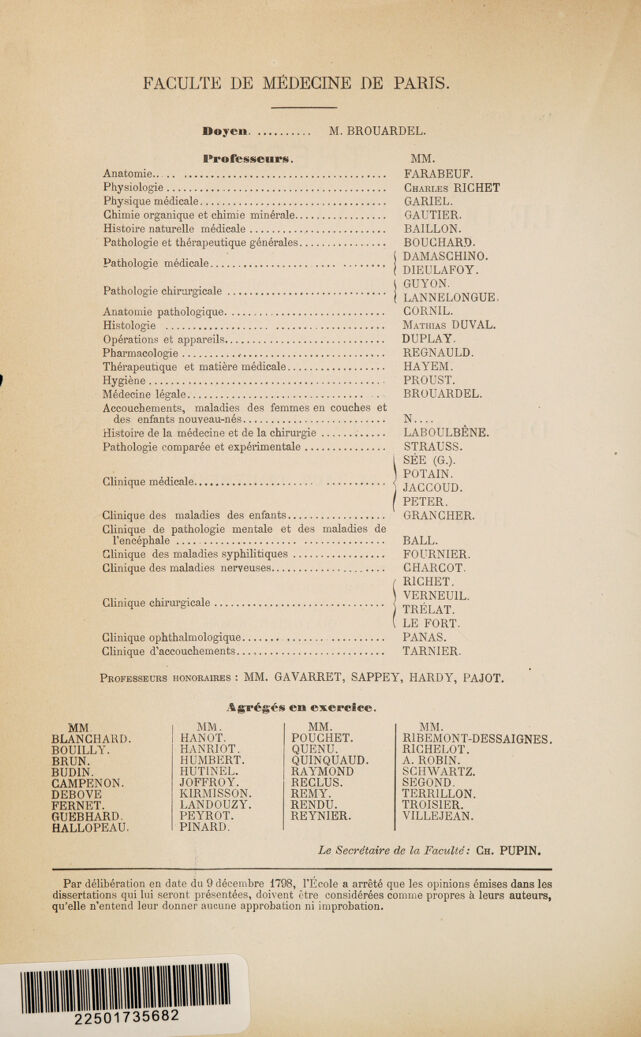 FACULTE DE MÉDECINE DE PARIS.
Doyen. .......... M. BROUARDEL.
Professeurs. MM.
Anatomie.. .. ..................................... FARABEUF.
Physiologie ........................................ CHARLES RICHET
Physique médicale.................................. GARIEL.
Chimie organique et chimie minérale................. GAUTIER.
Histoire naturelle médicale ......................... BAILLON.
Pathologie et thérapeutique générales................ BOUCHARD.
Pathologie médicale................................ DAMASCHINO.
DIEULAFOY.
Pathologie chirurgicale ............................. GUYON.
LANNELONGUE.
Anatomie pathologique.............................. CORNIL.
Histologie ........................................ MATHIAS DUVAL.
Opérations et appareils............................. DUPLAY.
Pharmacologie ..................................... REGNAULD.
Thérapeutique et matière médicale.................. HAYEM.
Hygiène ........................................... PROUST.
Médecine légale.................................... BROUARDEL.
Accouchements, maladies des femmes en couches et
des enfants nouveau-nés.......................... N....
Histoire de la médecine et de la chirurgie ............ LABOULBÈNE.
Pathologie comparée et expérimentale ............... STRAUSS.
Clinique médicale.................................. SÉE (G.).
POTAIN.
JACCOUD.
PETER.
Clinique des maladies des enfants.................. GRANCHER.
Clinique de pathologie mentale et des maladies de
l'encéphale ...................................... BALL.
Clinique des maladies syphilitiques ................. FOURNIER.
Clinique des maladies nerveuses..................... CHARCOT.
Clinique chirurgicale ............................... RICHET.
VERNEUIL.
TRÉLAT.
LE FORT.
Clinique ophthalmologique.......................... PANAS.
Clinique d'accouchements........................... TARNIER.
PROFESSEURS HONORAIRES : MM. GAVARRET, SAPPEY, HARDY, PAJOT.
Agrégés en exercice.
MM
BLANCHARD.
BOUILLY.
BRUN.
BUDIN.
CAMPENON.
DEBOVE
FERNET.
GUEBHARD.
HALLOPEAU.
MM.
HANOT.
HANRIOT.
HUMBERT.
HUTINEL.
JOFFROY.
KIRMISSON.
LANDOUZY.
PEYROT.
PINARD.
MM.
POUCHET.
QUENU.
QUINQUAUD.
RAYMOND
RECLUS.
REMY.
RENDU.
REYNIER.
MM.
RIBEMONT-DESSAIGNES.
RICHELOT.
A. ROBIN.
SCHWARTZ.
SEGOND.
TERRILLON.
TROISIER.
VILLEJEAN.
Le Secrétaire de la Faculté : CH. PUPIN.
Par délibération en date du 9 décembre 1798, l'École a arrêté que les opinions émises dans les
dissertations qui lui seront présentées, doivent être considérées comme propres à leurs auteurs,
qu'elle n'entend leur donner aucune approbation ni improbation.
22501735682